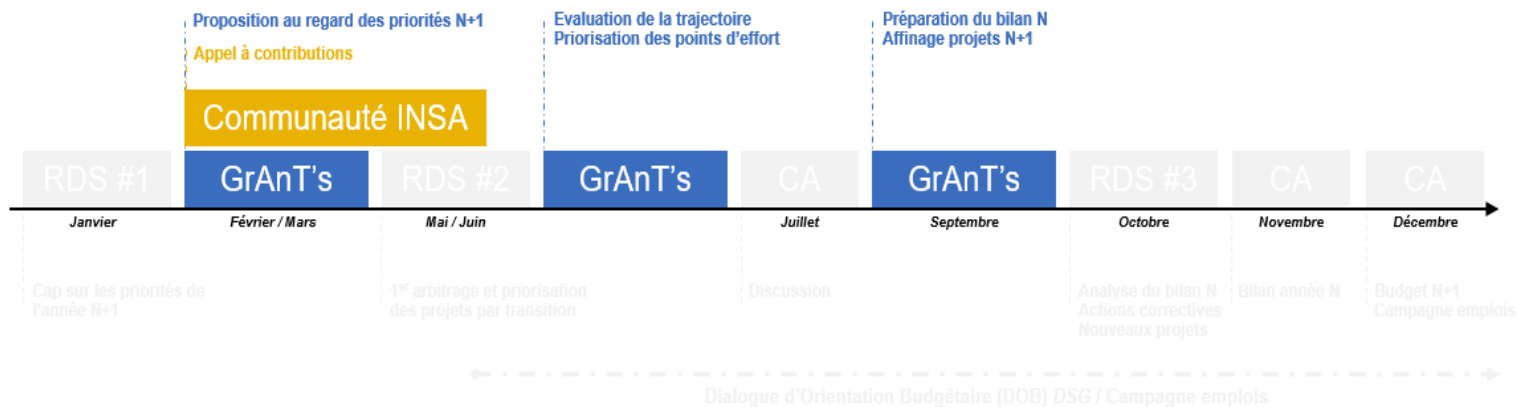 Proposition au regard des priorités N+1
Appel à contributions
Evaluation de la trajectoire
Priorisation des points d’effort
Préparation du bilan N
Affinage projets N+1
Communauté INSA
RDS #1
GrAnT’s
RDS #2
GrAnT’s
CA
GrAnT’s
RDS #3
CA
CA
Janvier
Février / Mars
Mai / Juin
Juillet
Septembre
Octobre
Novembre
Décembre
Cap sur les priorités de
l’année N+1
1er arbitrage et priorisation
des projets par transition
Discussion
Analyse du bilan N
Actions correctives
Nouveaux projets
Bilan année N
Budget N+1
Campagne emplois
Dialogue d’Orientation Budgétaire (DOB) DSG / Campagne emplois